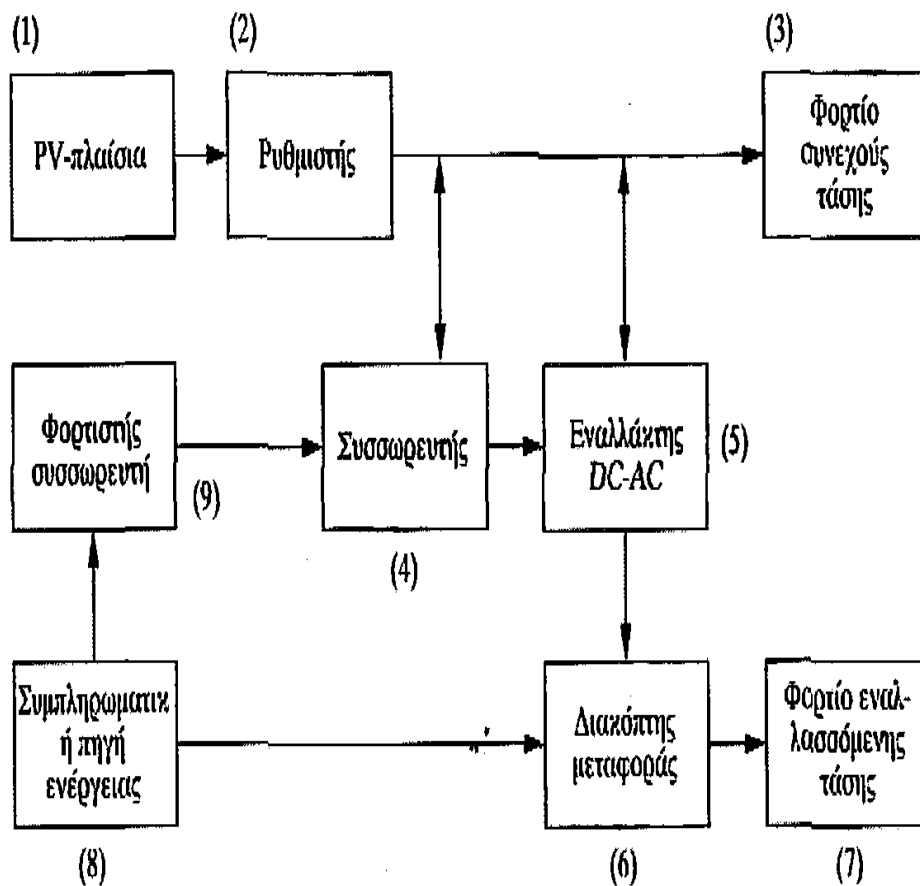 (1)
(2)
(3)
PV-πλαίσια
Ρυθμιστής
Φορτίο
συνεχούς
τάσης
Φορτιστής
συσσωρευτή
(9)
Συσσωρευτής
(4)
Εναλλάκτης
DC-AC
(5)
Συμπληρωματικ
ή πηγή
ενέργειας
(8)
Διακόπτης
μεταφοράς
(6)
Φορτίο εναλ-
λασσόμενης
τάσης
(7)